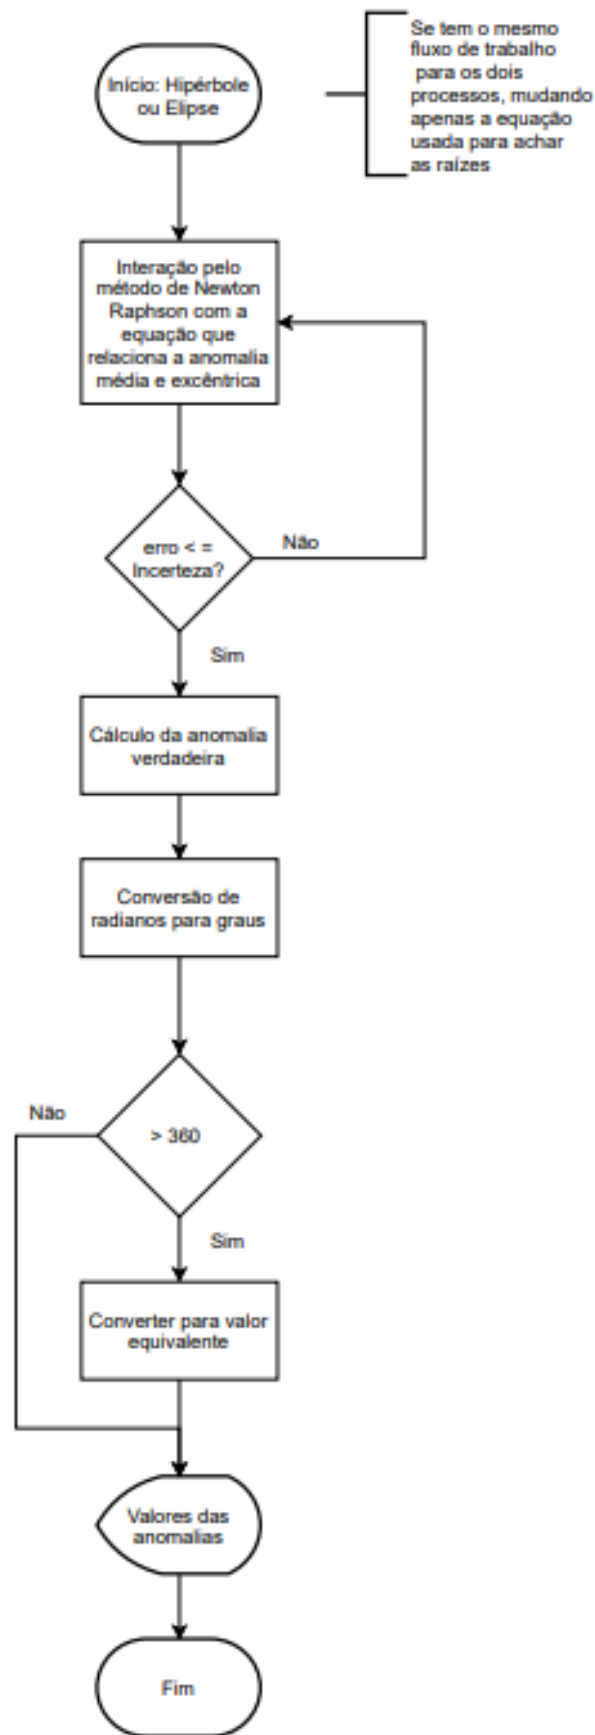 Início: Hipérbole
ou Elipse
Se tem o mesmo
fluxo de trabalho
para os dois
processos, mudando
apenas a equação
usada para achar
as raízes
Interação pelo
método de Newton
Raphson com a
equação que
relaciona a anomalia
média e excêntrica
erro < =
Incerteza?
Não
Sim
Cálculo da anomalia
verdadeira
Conversão de
radianos para graus
Não
> 360
Sim
Converter para valor
equivalente
Valores das
anomalias
Fim